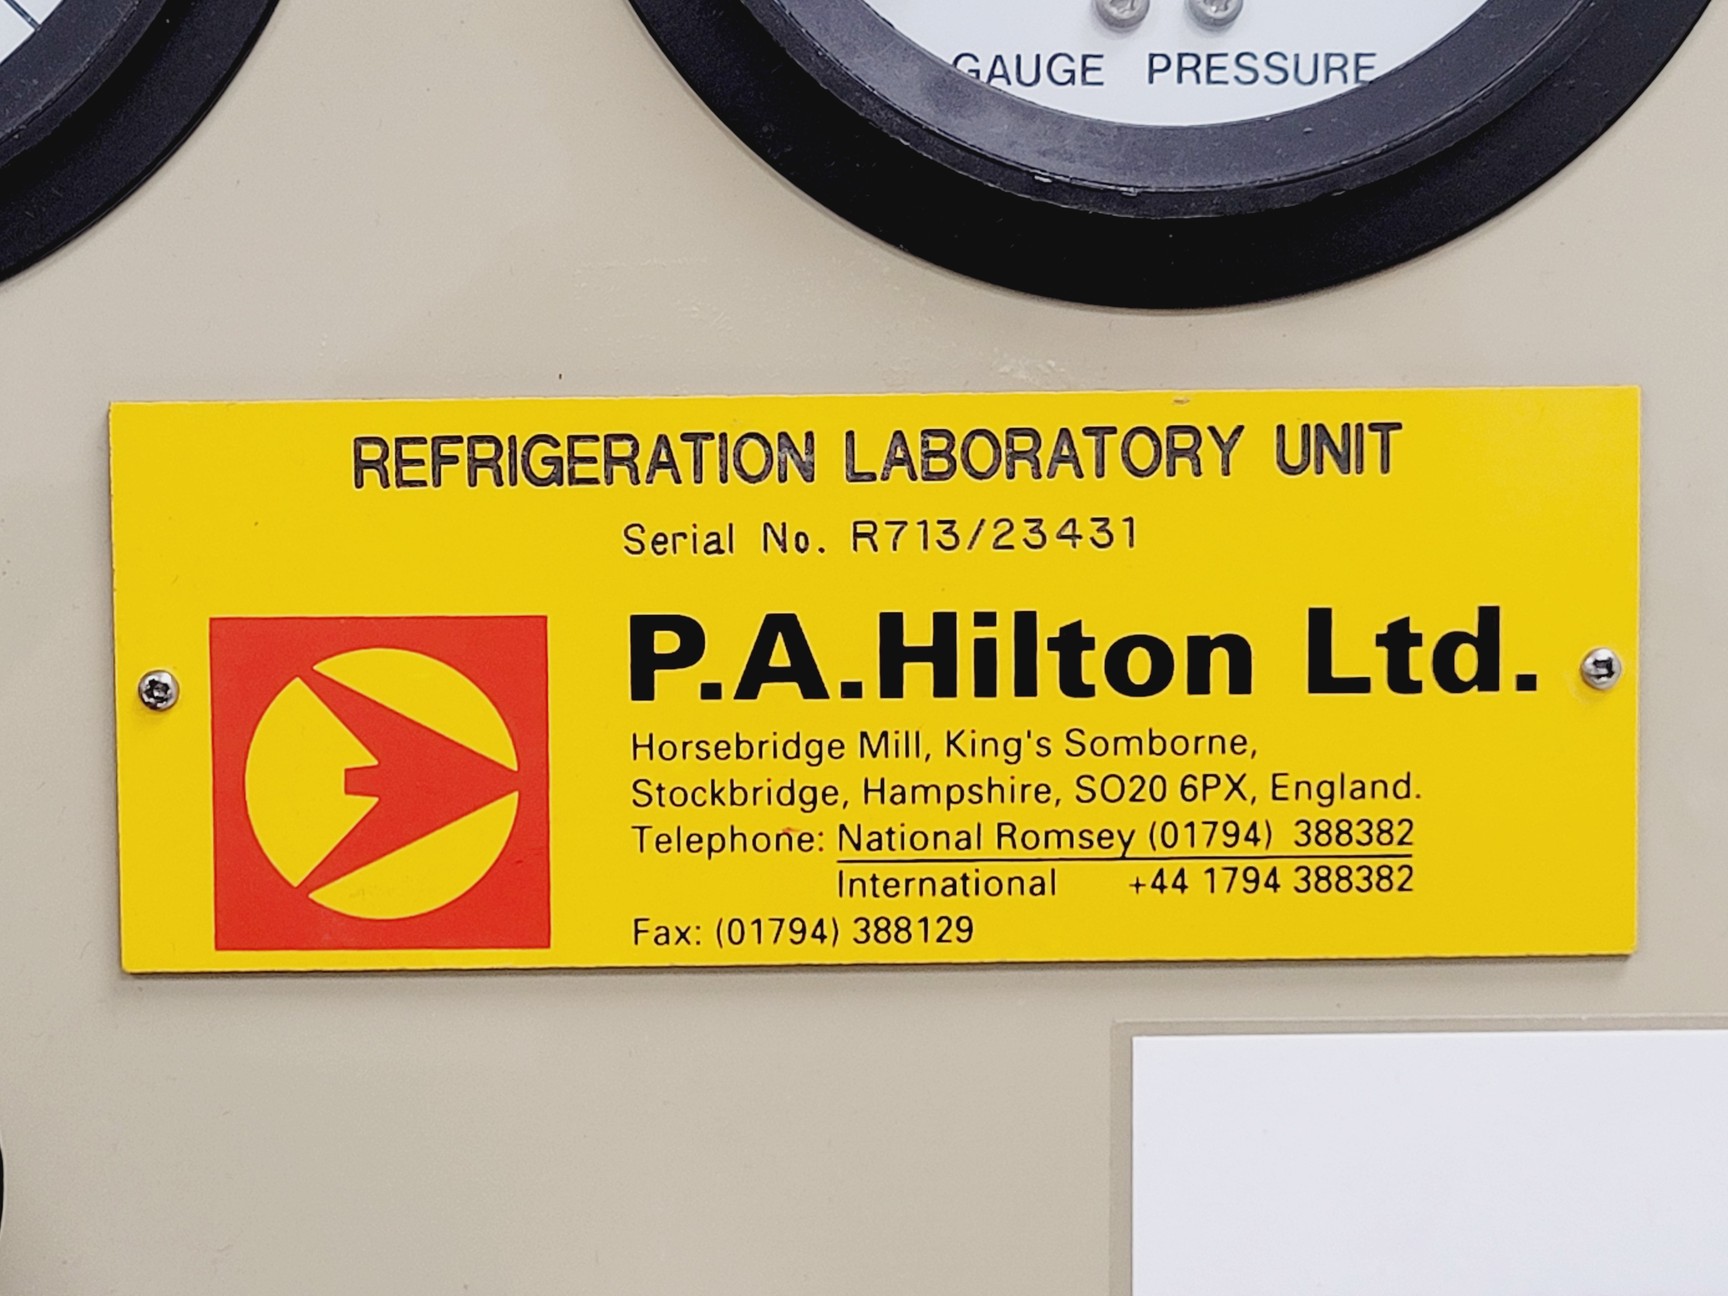 GAUGE PRESSURE
REFRIGERATION LABORATORY UNIT
Serial No. R713/23431
P.A.Hilton Ltd.
Horsebridge Mill, King's Somborne,
Stockbridge, Hampshire, SO20 6PX, England.
Telephone: National Romsey (01794) 388382
International +44 1794 388382
Fax: (01794) 388129